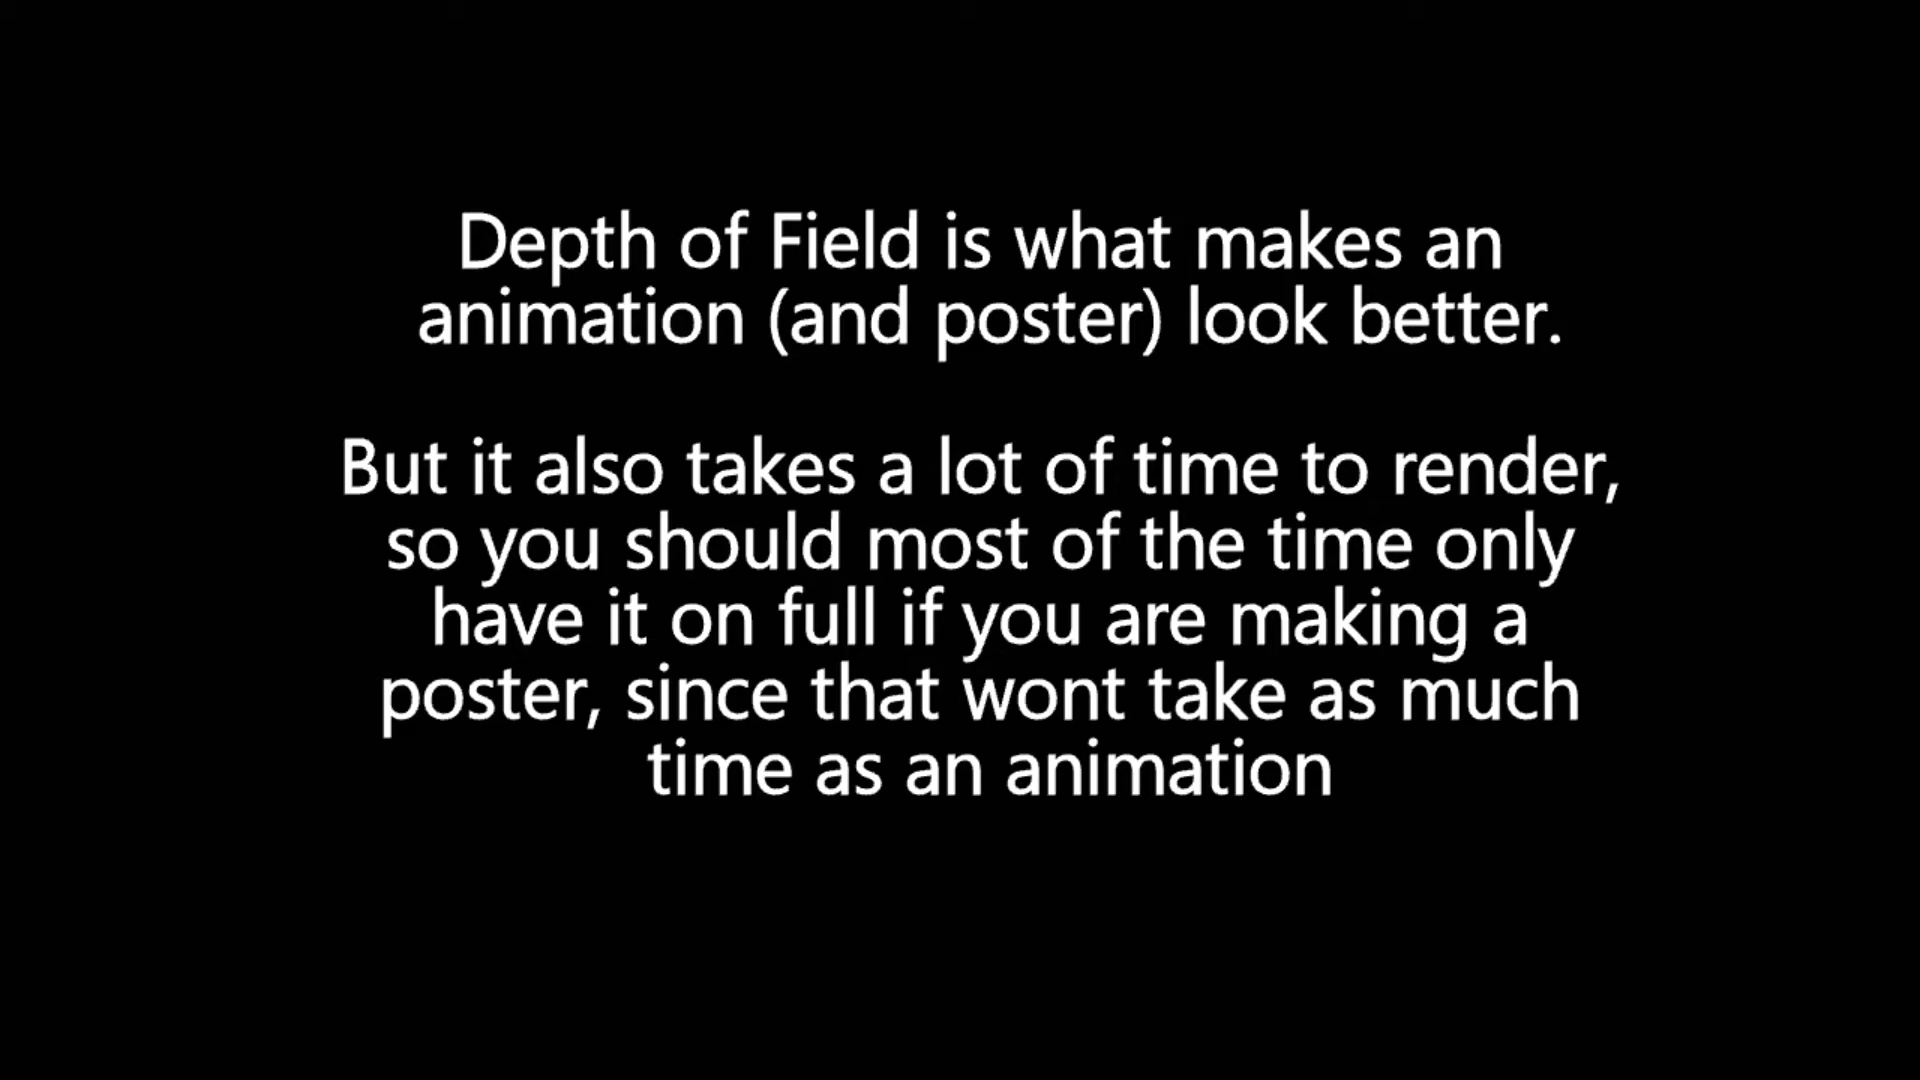 Depth of Field is what makes an
animation (and poster) look better.
But it also takes a lot of time to render,
so you should most of the time only
have it on full if you are making a
poster, since that wont take as much
time as an animation